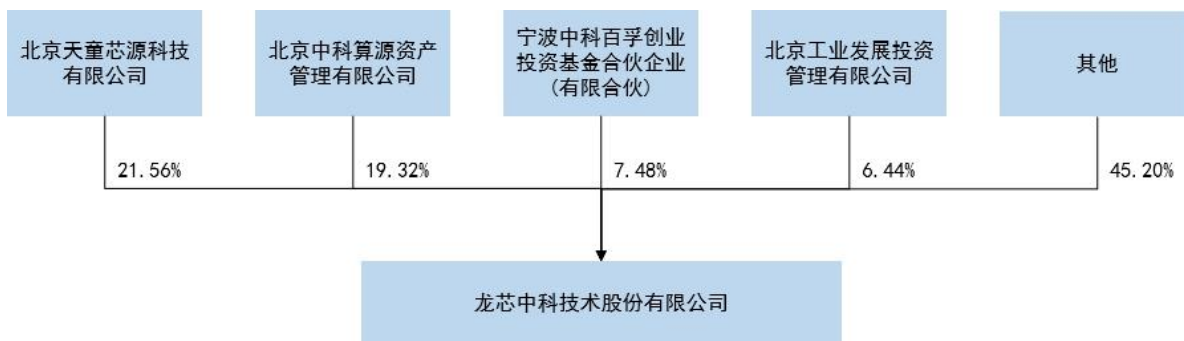 北京天童芯源科技
有限公司
北京中科算源资产
管理有限公司
宁波中科百孚创业
投资基金合伙企业
(有限合伙)
北京工业发展投资
管理有限公司
其他
21.56%
19.32%
7.48%
6.44%
45.20%
龙芯中科技术股份有限公司